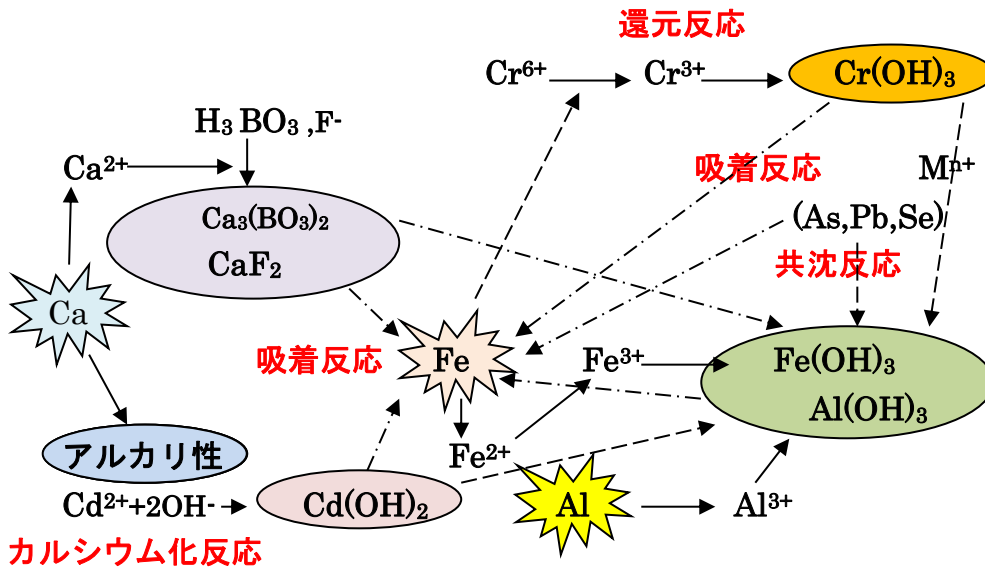 還元反応
Cr⁶⁺
Cr³⁺
Cr(OH)₃
H₃ BO₃ ,F⁻
Ca²⁺
吸着反応
Mⁿ⁺
Ca₃(BO₃)₂
CaF₂
(As,Pb,Se)
共沈反応
Ca
吸着反応
Fe
Fe³⁺
Fe(OH)₃
Al(OH)₃
アルカリ性
Fe²⁺
Cd²⁺+2OH⁻
Cd(OH)₂
Al
Al³⁺
カルシウム化反応